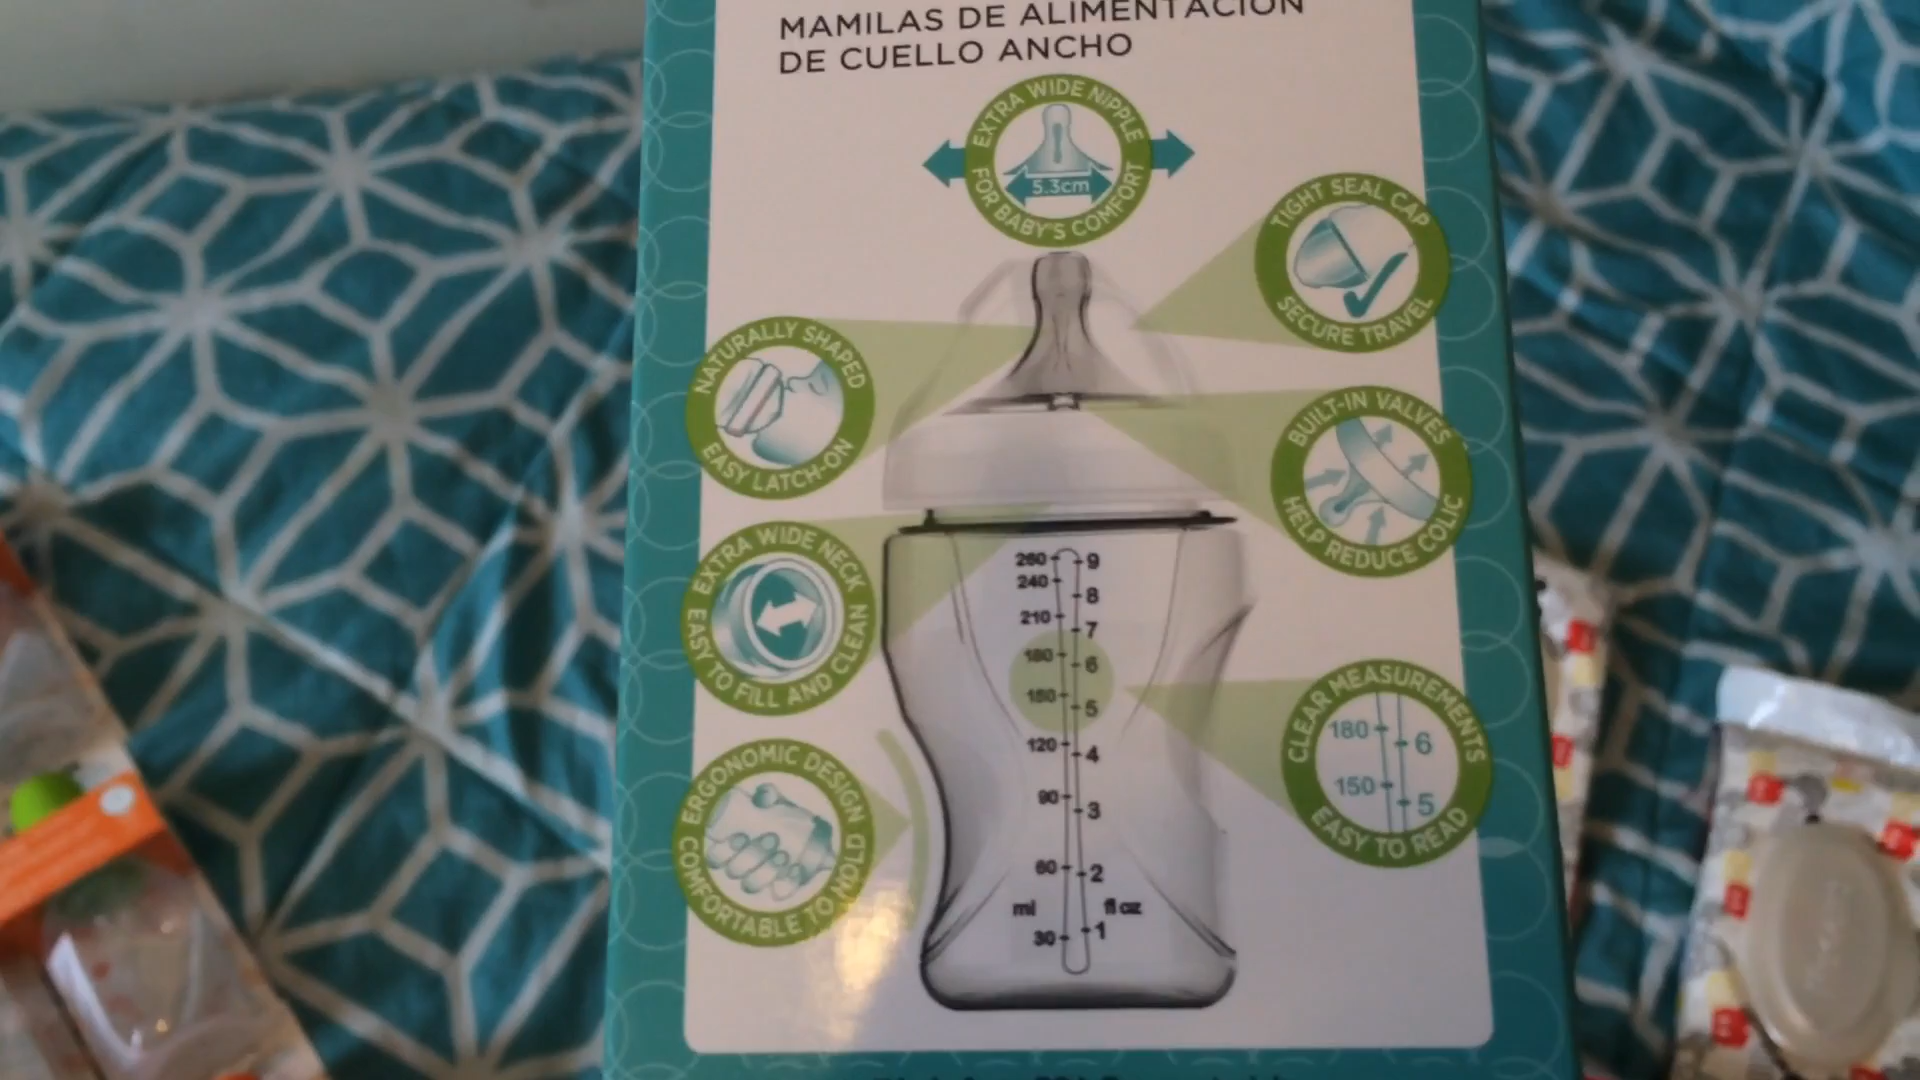 MAMILAS DE ALIMENTACIÓN
DE CUELLO ANCHO
EXTRA WIDE NIPPLE
5.3cm
FOR BABY'S COMFORT
TIGHT SEAL CAP
SECURE TRAVEL
NATURALLY SHAPED
EASY LATCH-ON
BUILT-IN VALVES
HELP REDUCE COLIC
EXTRA WIDE NECK
EASY TO FILL AND CLEAN
260 9
240 8
210 7
180 6
150 5
120 4
90 3
60 2
ml fl oz
30 1
CLEAR MEASUREMENTS
180 6
150 5
EASY TO READ
ERGONOMIC DESIGN
COMFORTABLE TO HOLD